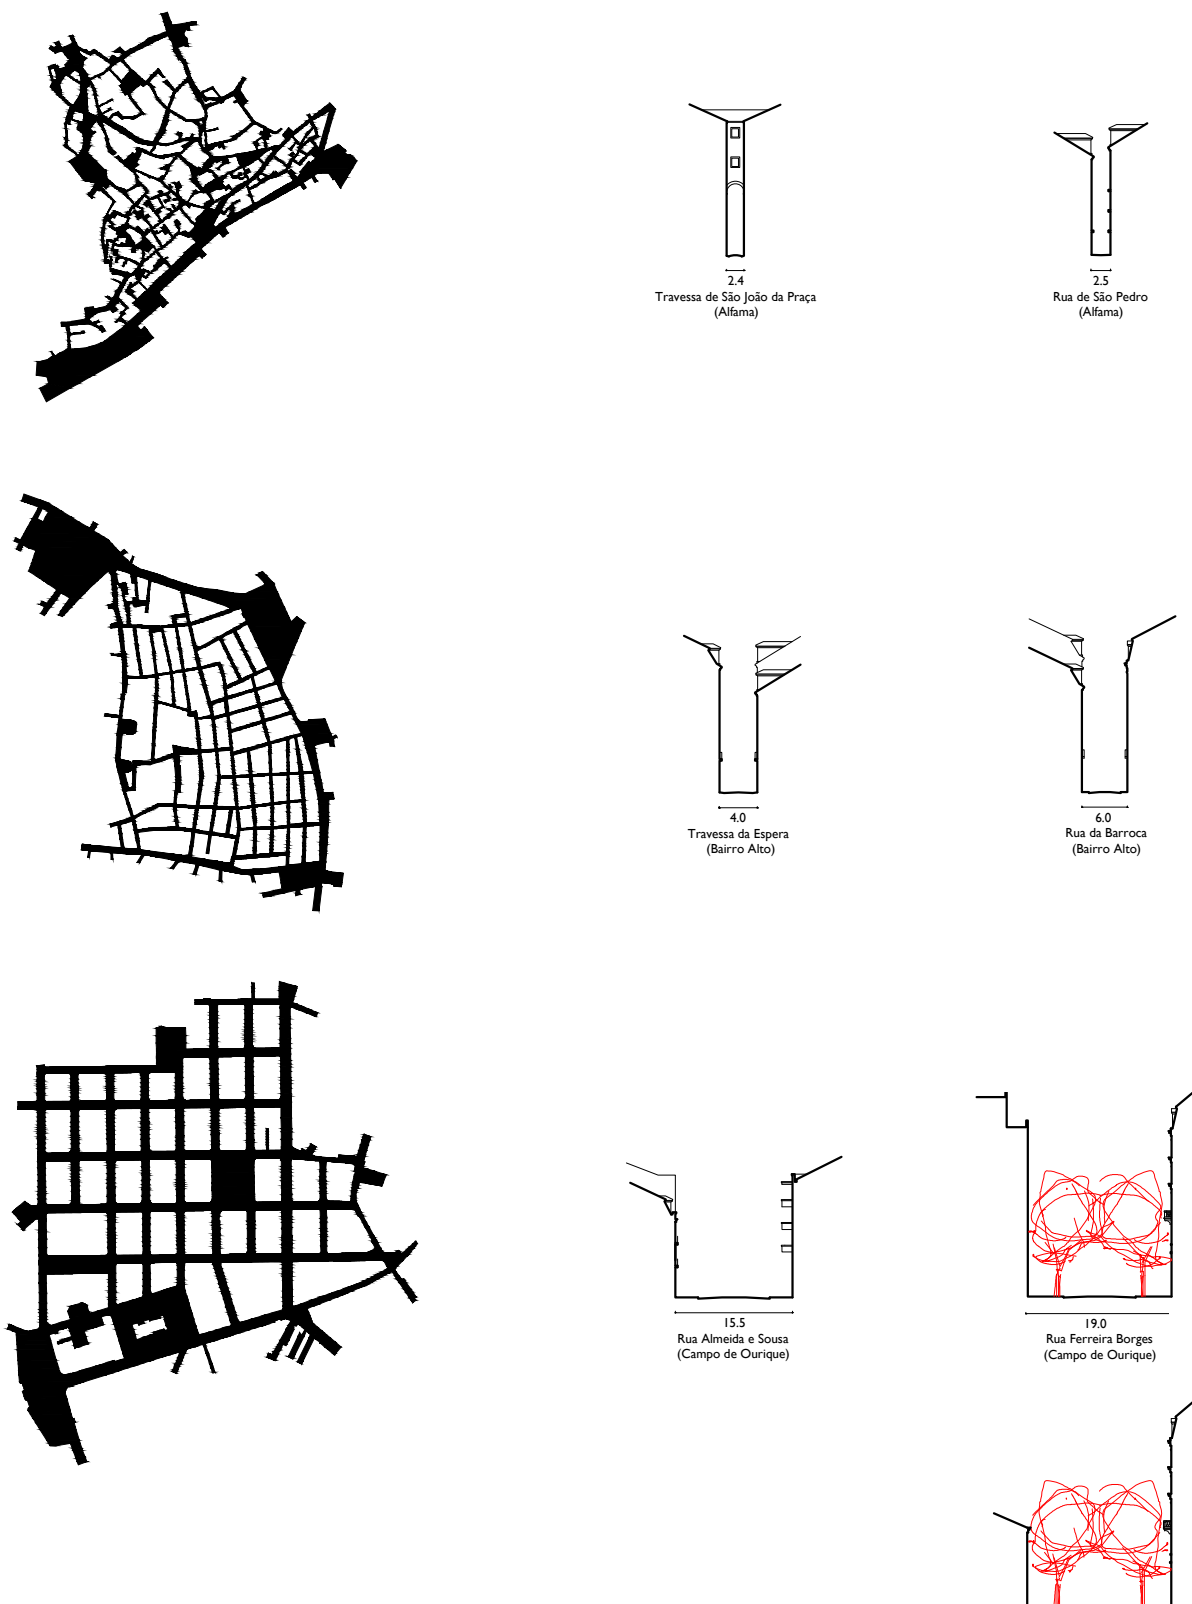 2.4
Travessa de São João da Praça
(Alfama)
2.5
Rua de São Pedro
(Alfama)
4.0
Travessa da Espera
(Bairro Alto)
6.0
Rua da Barroca
(Bairro Alto)
15.5
Rua Almeida e Sousa
(Campo de Ourique)
19.0
Rua Ferreira Borges
(Campo de Ourique)